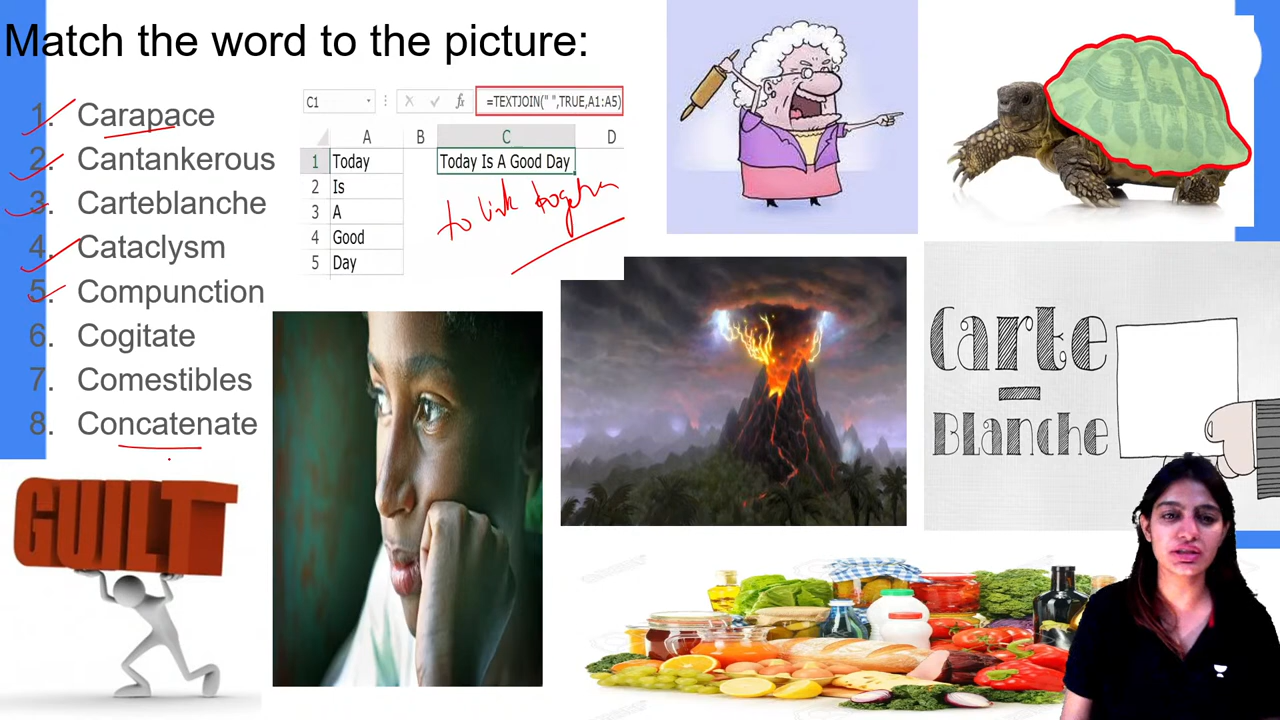 Match the word to the picture:
1. Carapace
2. Cantankerous
3. Carteblanche
4. Cataclysm
5. Compunction
6. Cogitate
7. Comestibles
8. Concatenate
C1 fx =TEXTJOIN(" ",TRUE,A1:A5)
A B C D
1 Today Today Is A Good Day
2 Is
3 A
4 Good
5 Day
to link together
Carte
-
Blanche
GUILT